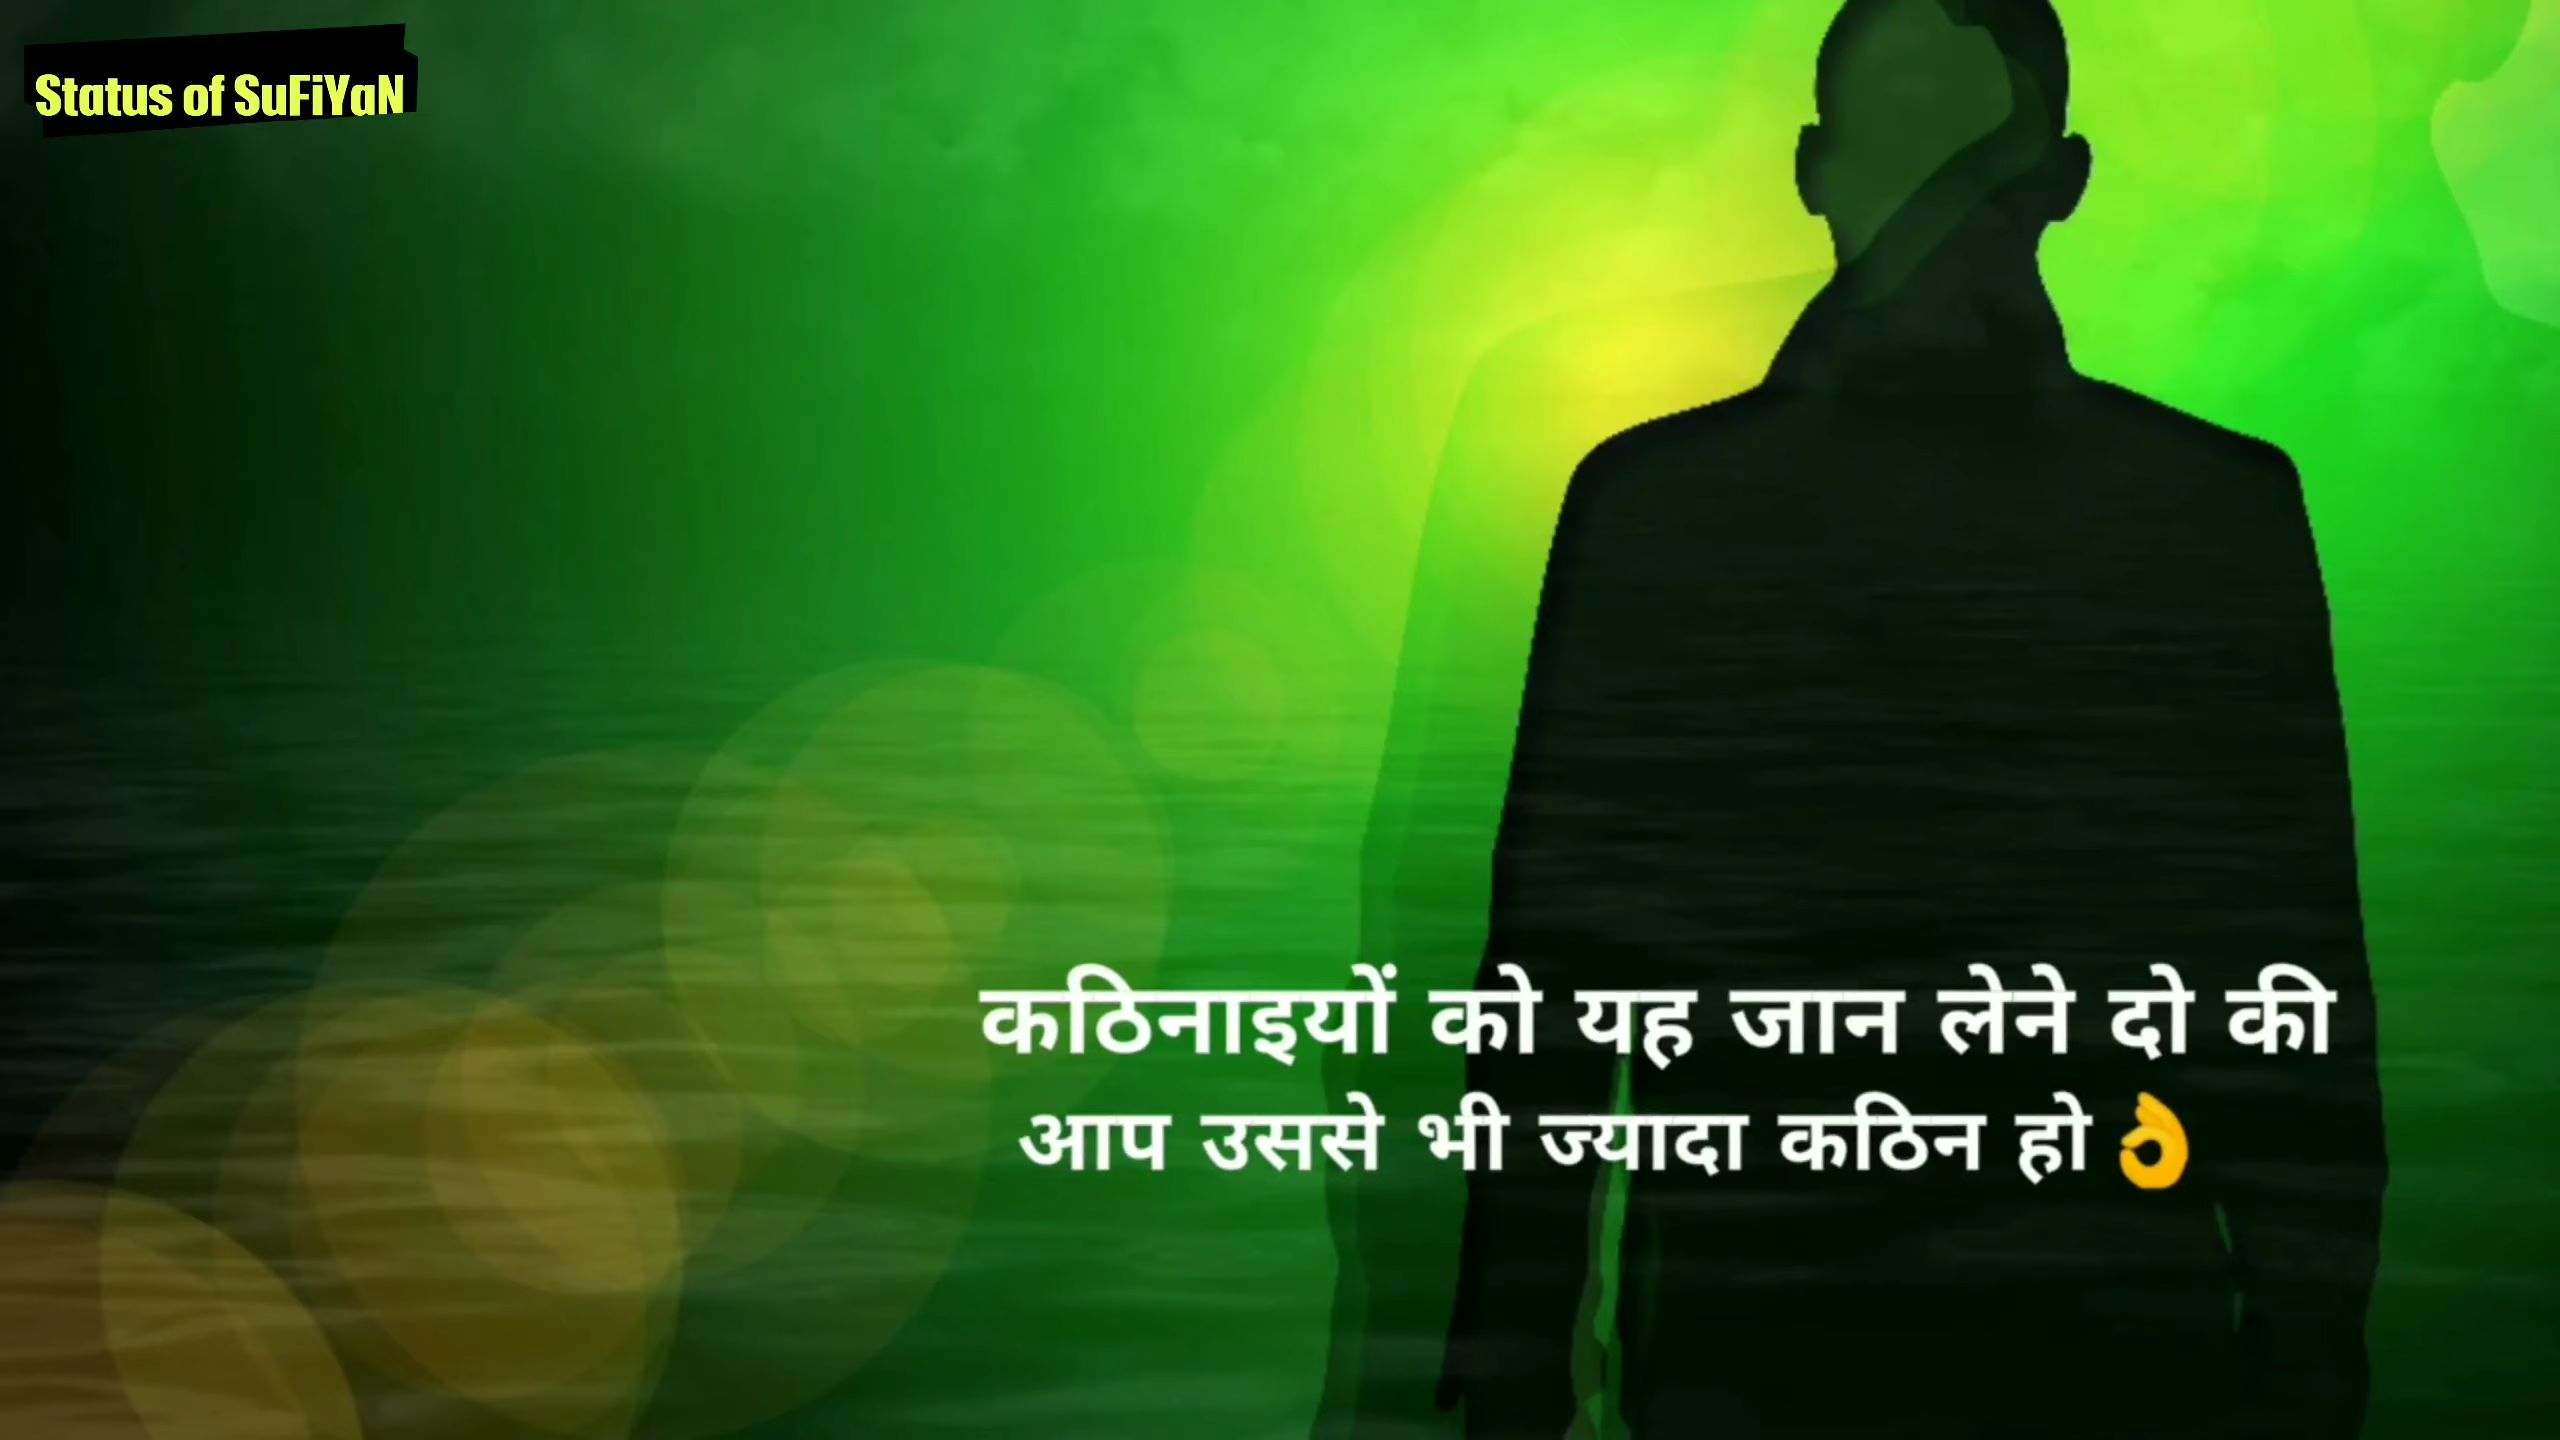 Status of SuFiYaN
कठिनाइयों को यह जान लेने दो की
आप उससे भी ज्यादा कठिन हो👌